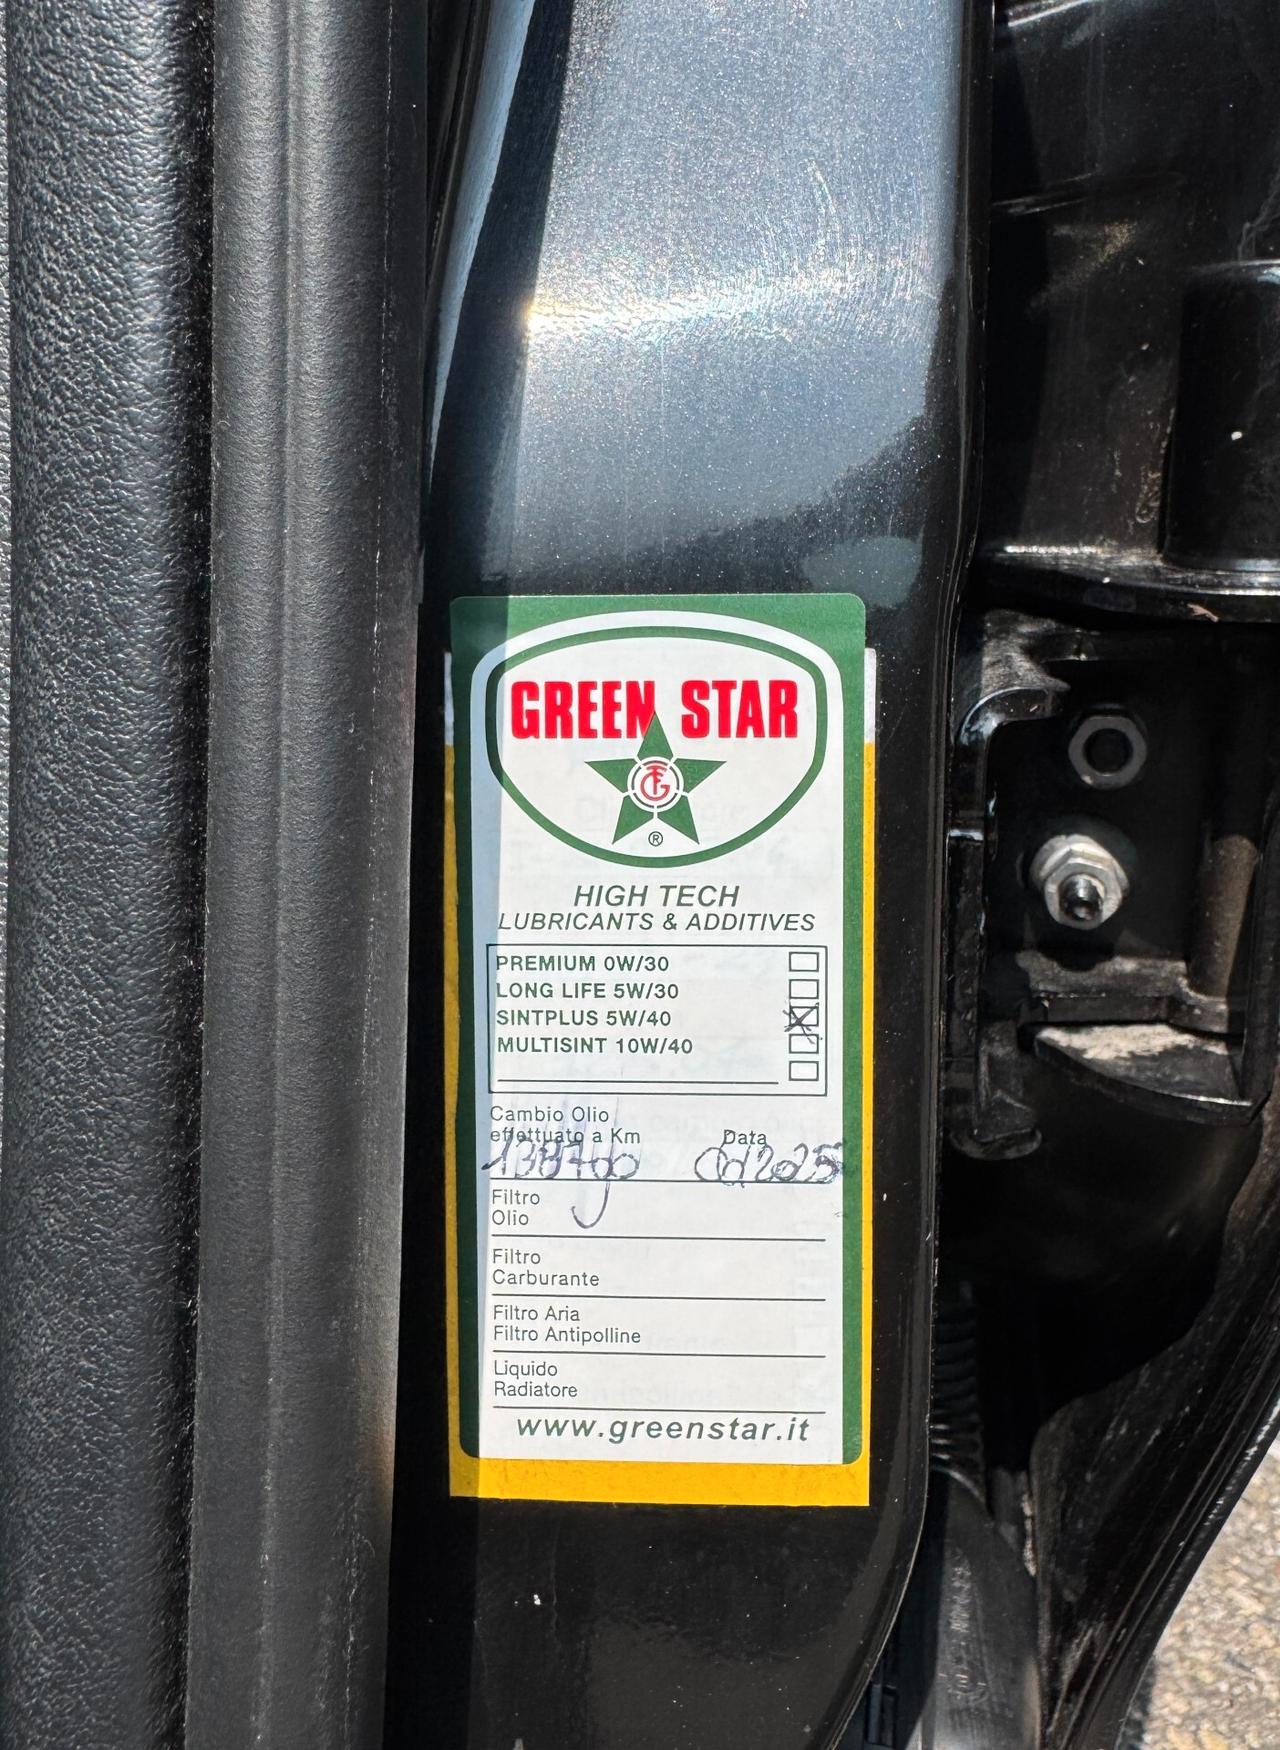 GREEN STAR
®
HIGH TECH
LUBRICANTS & ADDITIVES
PREMIUM 0W/30
LONG LIFE 5W/30
SINTPLUS 5W/40
MULTISINT 10W/40
Cambio Olio
effettuato a Km Data
Filtro
Olio
Filtro
Carburante
Filtro Aria
Filtro Antipolline
Liquido
Radiatore
www.greenstar.it